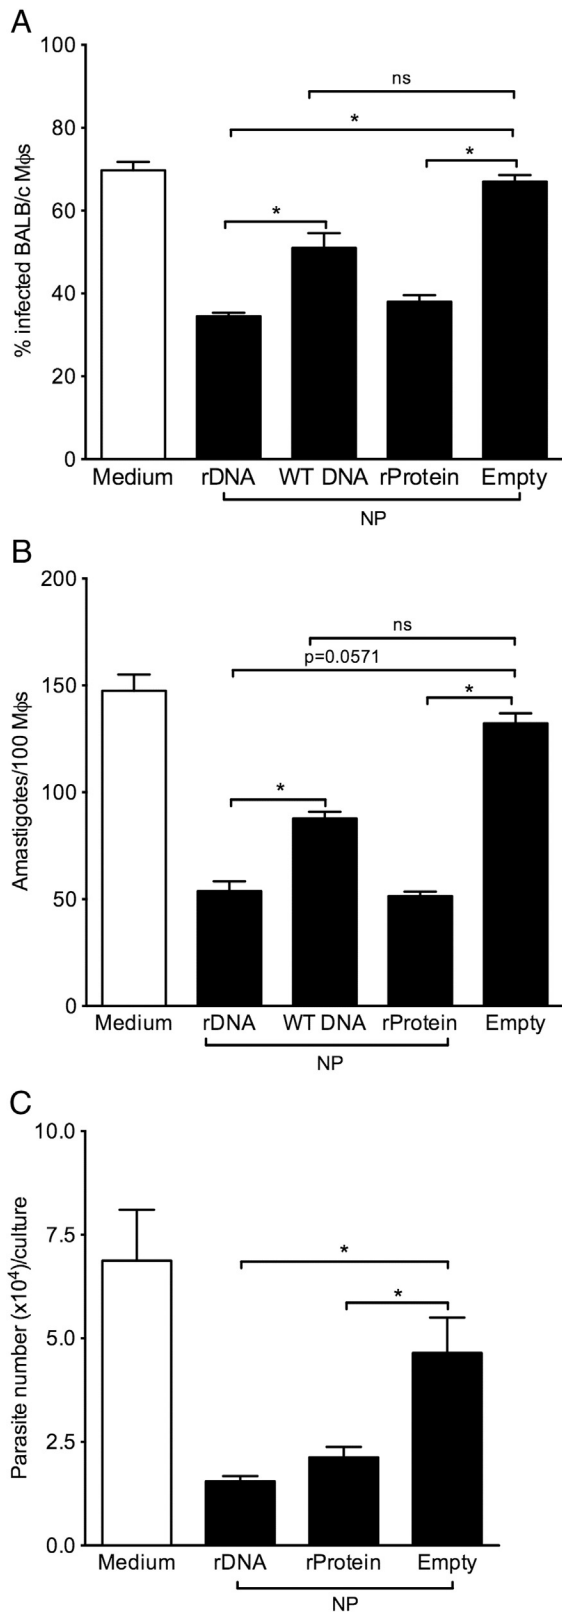 A
% infected BALB/c Mϕs
100
80
60
40
20
0
ns
*
*
*
Medium rDNA WT DNA rProtein Empty
NP
B
Amastigotes/100 Mϕs
200
150
100
50
0
ns
p=0.0571
*
*
Medium rDNA WT DNA rProtein Empty
NP
C
Parasite number (x10⁴)/culture
10.0
7.5
5.0
2.5
0.0
*
*
Medium rDNA rProtein Empty
NP